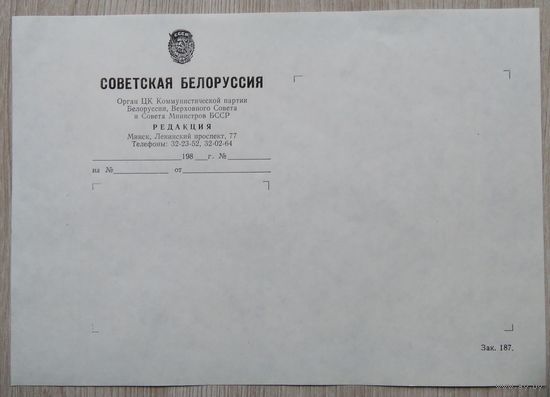 СССР
СОВЕТСКАЯ БЕЛОРУССИЯ
Орган ЦК Коммунистической партии
Белоруссии, Верховного Совета
и Совета Министров БССР
РЕДАКЦИЯ
Минск, Ленинский проспект, 77
Телефоны: 32-23-52, 32-02-64
198 г. №
на № от
Зак. 187.